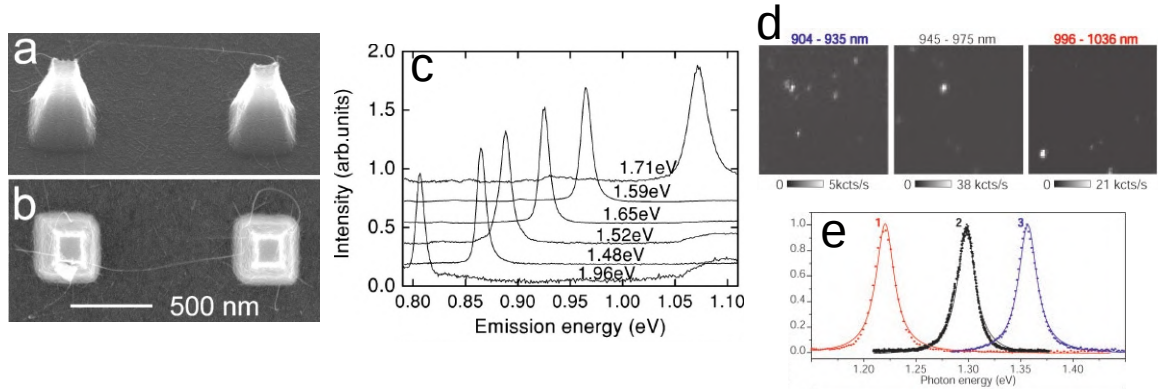 a
b
500 nm
c
2.0
1.5
1.0
0.5
0.0
Intensity (arb.units)
1.71eV
1.59eV
1.65eV
1.52eV
1.48eV
1.96eV
0.80 0.85 0.90 0.95 1.00 1.05 1.10
Emission energy (eV)
d
904 - 935 nm 945 - 975 nm 996 - 1036 nm
0 5kcts/s 0 38 kcts/s 0 21 kcts/s
e
1 2 3
1.0
0.8
0.6
0.4
0.2
0.0
1.20 1.30 1.35 1.40
Photon energy (eV)